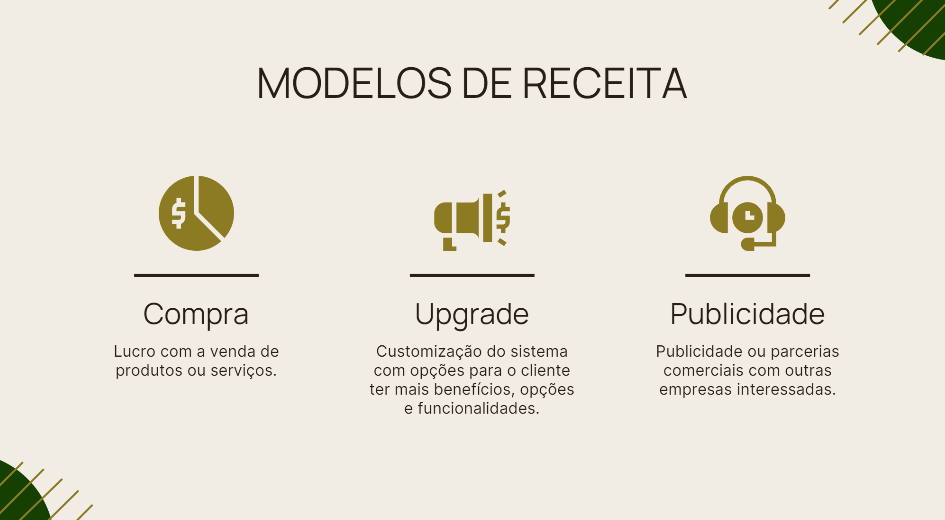 MODELOS DE RECEITA
Compra
Lucro com a venda de
produtos ou serviços.
Upgrade
Customização do sistema
com opções para o cliente
ter mais benefícios, opções
e funcionalidades.
Publicidade
Publicidade ou parcerias
comerciais com outras
empresas interessadas.